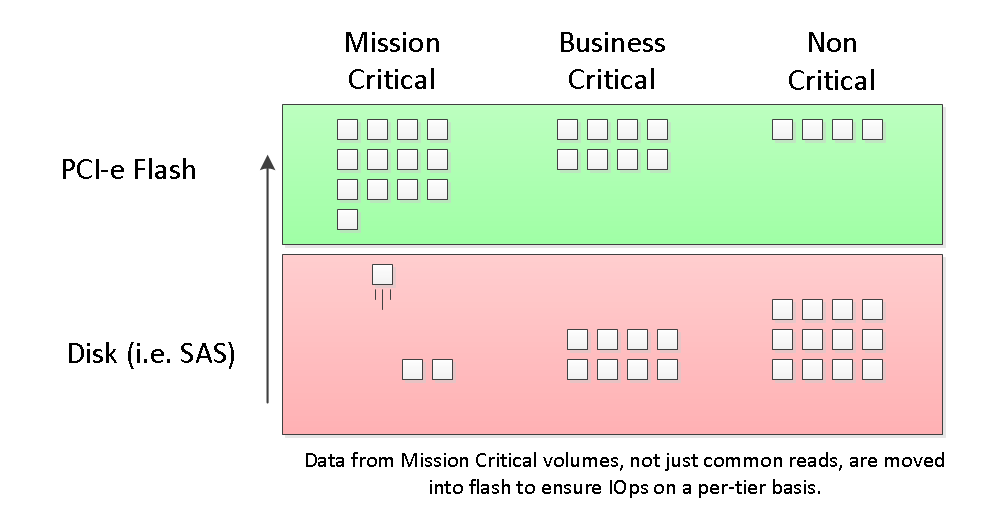 Mission
Critical
Business
Critical
Non
Critical
PCI-e Flash
Disk (i.e. SAS)
Data from Mission Critical volumes, not just common reads, are moved
into flash to ensure IOps on a per-tier basis.